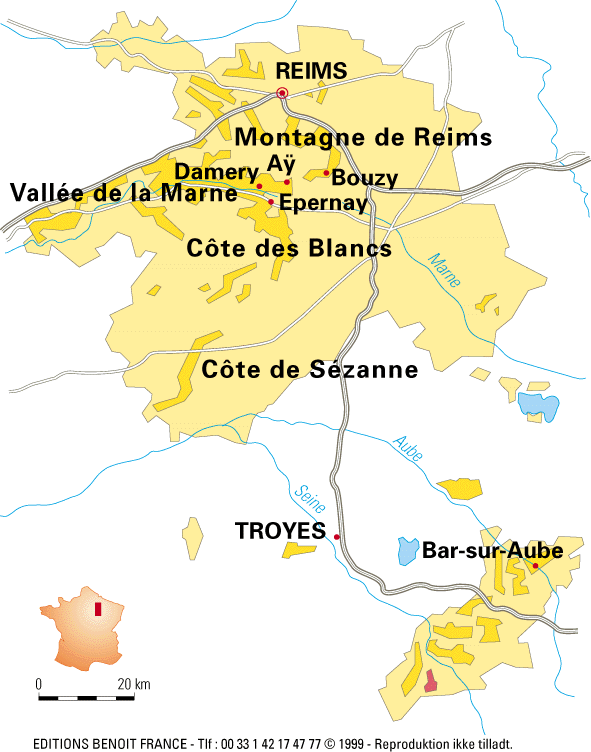 REIMS
Montagne de Reims
Aÿ
Damery
Bouzy
Vallée de la Marne
Epernay
Côte des Blancs
Marne
Côte de Sézanne
Aube
Seine
TROYES
Bar-sur-Aube
0 20 km
EDITIONS BENOIT FRANCE - Tlf : 00 33 1 42 17 47 77 © 1999 - Reproduktion ikke tilladt.